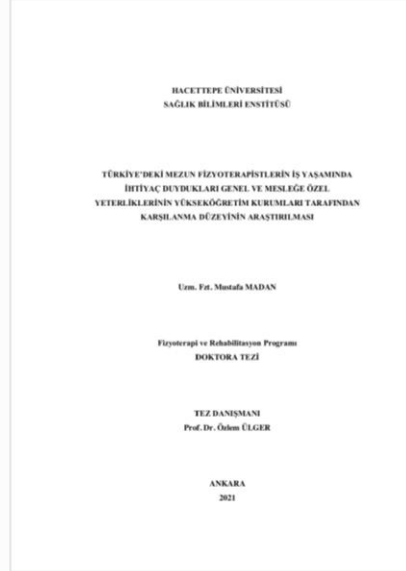 HACETTEPE ÜNİVERSİTESİ
SAĞLIK BİLİMLERİ ENSTİTÜSÜ
TÜRKİYE'DEKİ MEZUN FİZYOTERAPİSTLERİN İŞ YAŞAMINDA
İHTİYAÇ DUYDUKLARI GENEL VE MESLEĞE ÖZEL
YETERLİKLERİNİN YÜKSEKÖĞRETİM KURUMLARI TARAFINDAN
KARŞILANMA DÜZEYİNİN ARAŞTIRILMASI
Uzm. Fzt. Mustafa MADAN
Fizyoterapi ve Rehabilitasyon Programı
DOKTORA TEZİ
TEZ DANIŞMANI
Prof. Dr. Özlem ÜLGER
ANKARA
2021